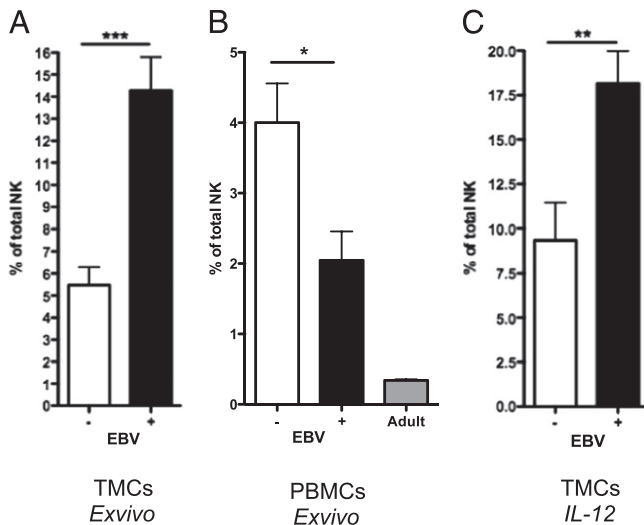 A
***
% of total NK
16
15
14
13
12
11
10
9
8
7
6
5
4
3
2
1
0
- +
EBV
TMCs
Exvivo
B
*
% of total NK
5
4
3
2
1
0
- + Adult
EBV
PBMCs
Exvivo
C
**
% of total NK
20.0
17.5
15.0
12.5
10.0
7.5
5.0
2.5
0.0
- +
EBV
TMCs
IL-12